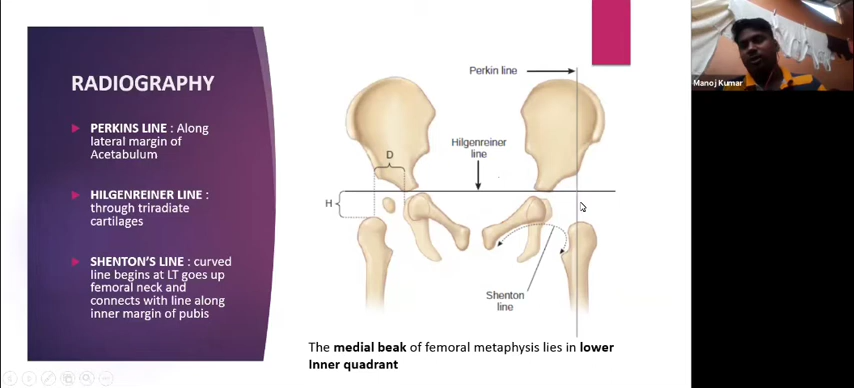 RADIOGRAPHY
PERKINS LINE : Along
lateral margin of
Acetabulum
HILGENREINER LINE :
through triradiate
cartilages
SHENTON'S LINE : curved
line begins at LT goes up
femoral neck and
connects with line along
inner margin of pubis
Perkin line
Hilgenreiner
line
D
H
Shenton
line
The medial beak of femoral metaphysis lies in lower
Inner quadrant
Manoj Kumar